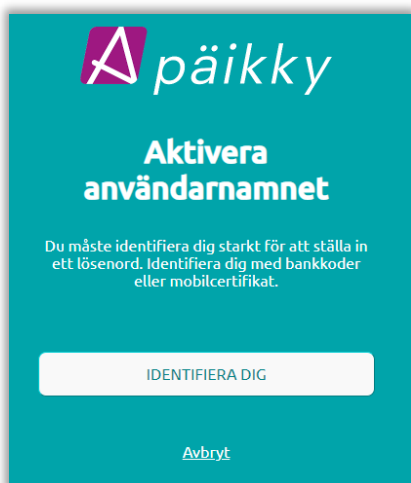 A päikky
Aktivera
användarnamnet
Du måste identifiera dig starkt för att ställa in
ett lösenord. Identifiera dig med bankkoder
eller mobilcertifikat.
IDENTIFIERA DIG
Avbryt